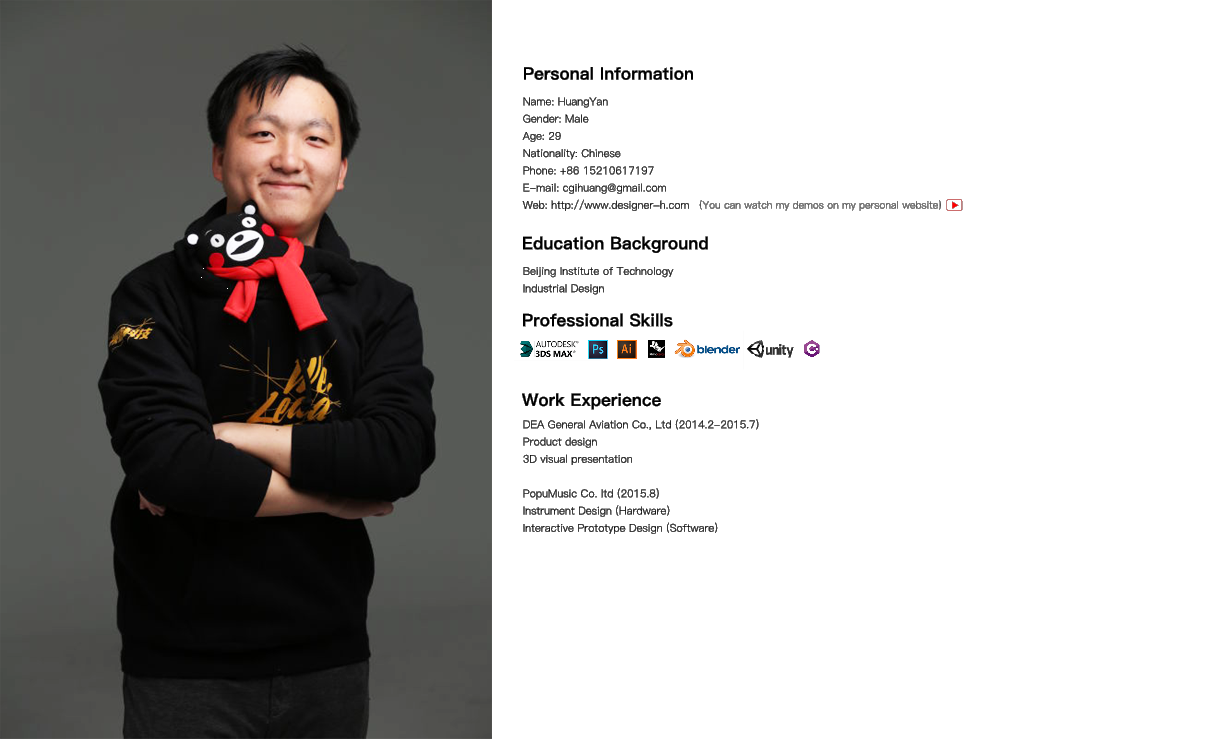 Personal Information
Name: HuangYan
Gender: Male
Age: 29
Nationality: Chinese
Phone: +86 15210617197
E-mail: cgihuang@gmail.com
Web: http://www.designer-h.com (You can watch my demos on my personal website)
Education Background
Beijing Institute of Technology
Industrial Design
Professional Skills
AUTODESK®
3DS MAX®
Ps
Ai
blender
unity
C#
Work Experience
DEA General Aviation Co., Ltd (2014.2-2015.7)
Product design
3D visual presentation
PopuMusic Co. ltd (2015.8)
Instrument Design (Hardware)
Interactive Prototype Design (Software)
We
Lead